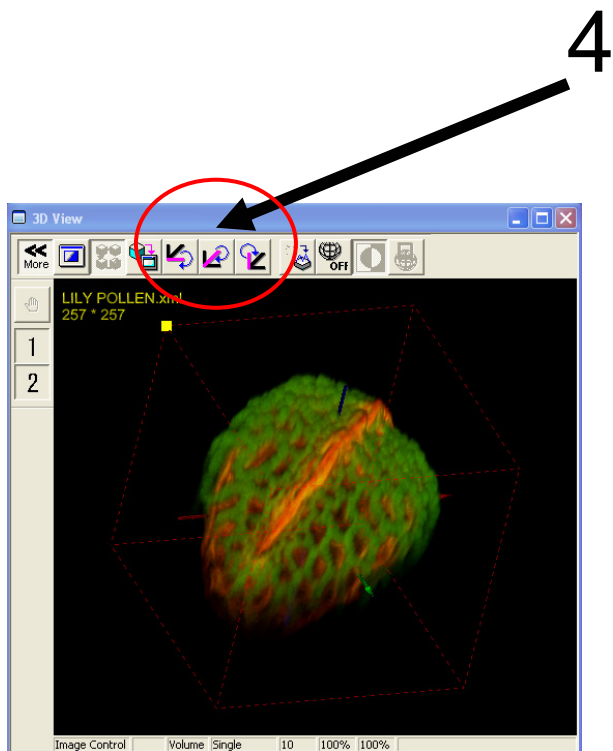 4
3D View
<< More
OFF
LILY POLLEN.xml
257 * 257
1
2
Image Control Volume Single 10 100% 100%